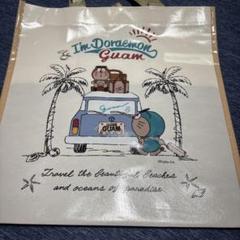 I'm Doraemon
Guam
GUAM
Travel the beautiful beaches
and oceans of paradise